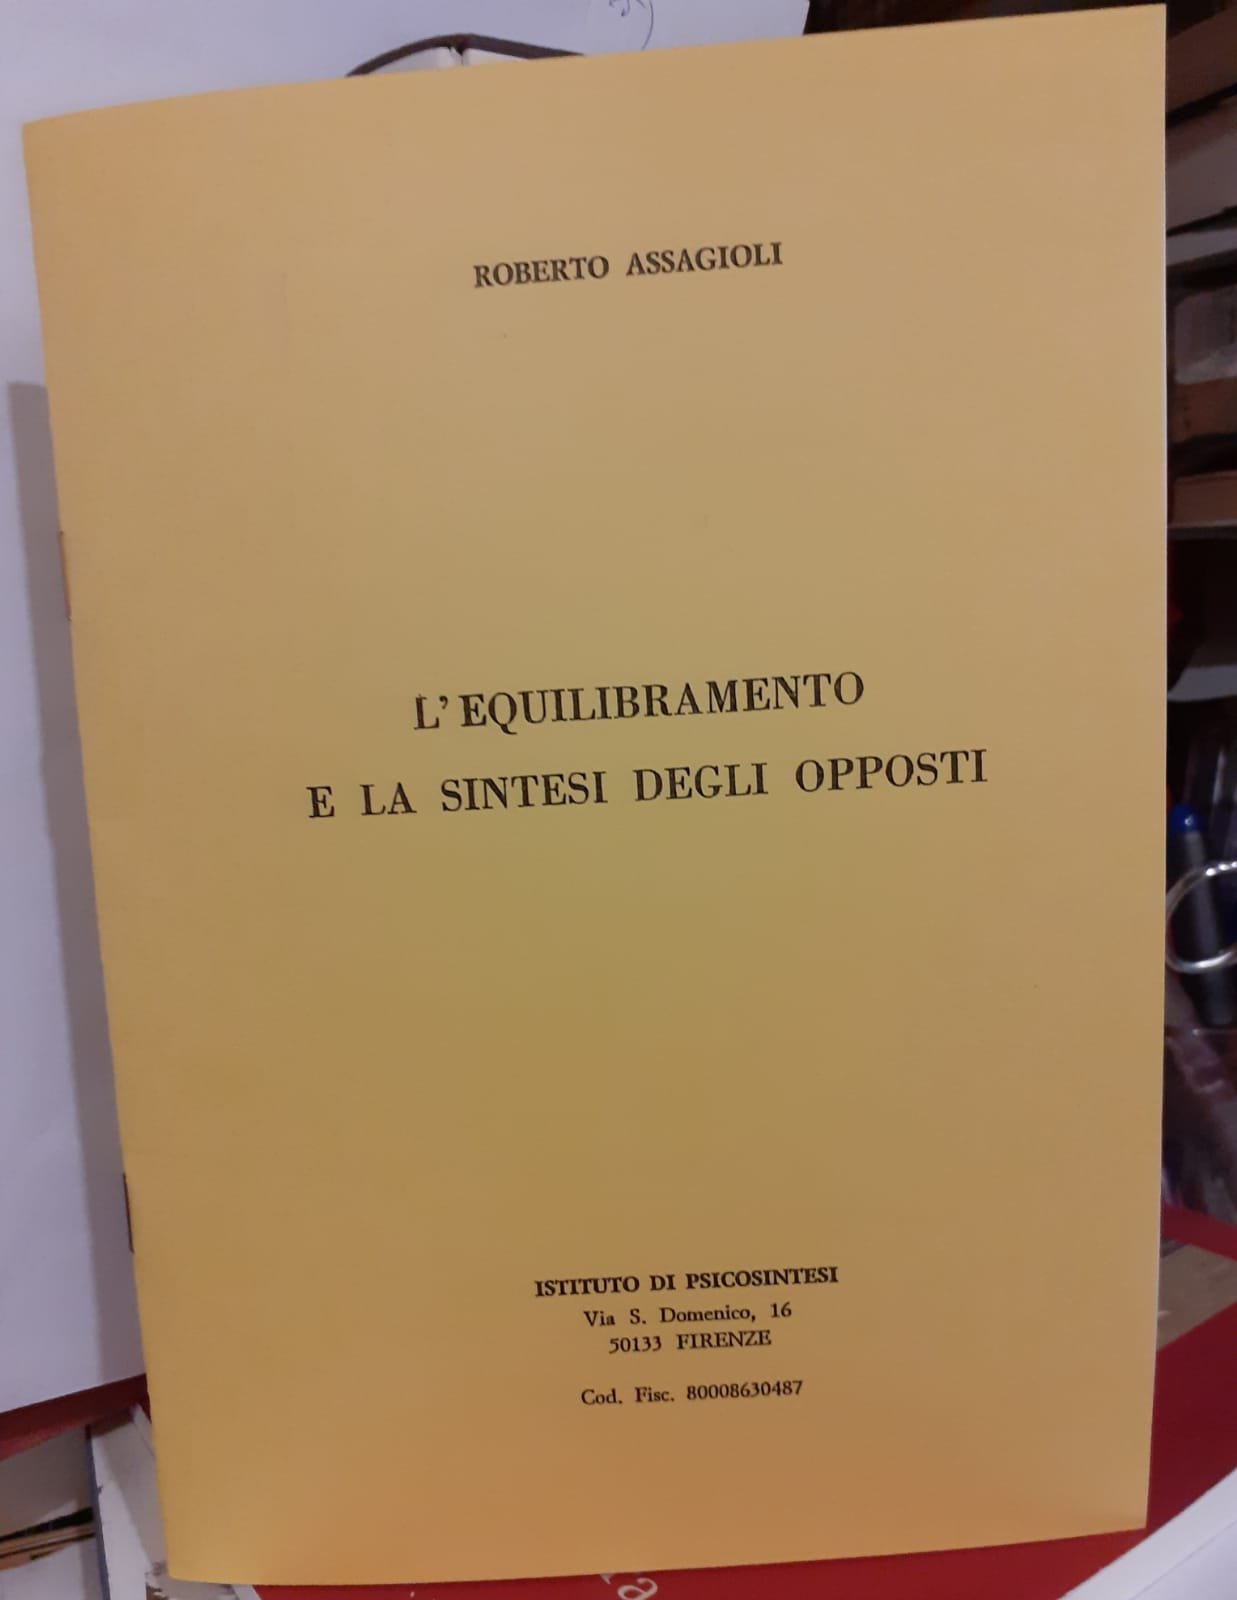 ROBERTO ASSAGIOLI
L'EQUILIBRAMENTO
E LA SINTESI DEGLI OPPOSTI
ISTITUTO DI PSICOSINTESI
Via S. Domenico, 16
50133 FIRENZE
Cod. Fisc. 80008630487